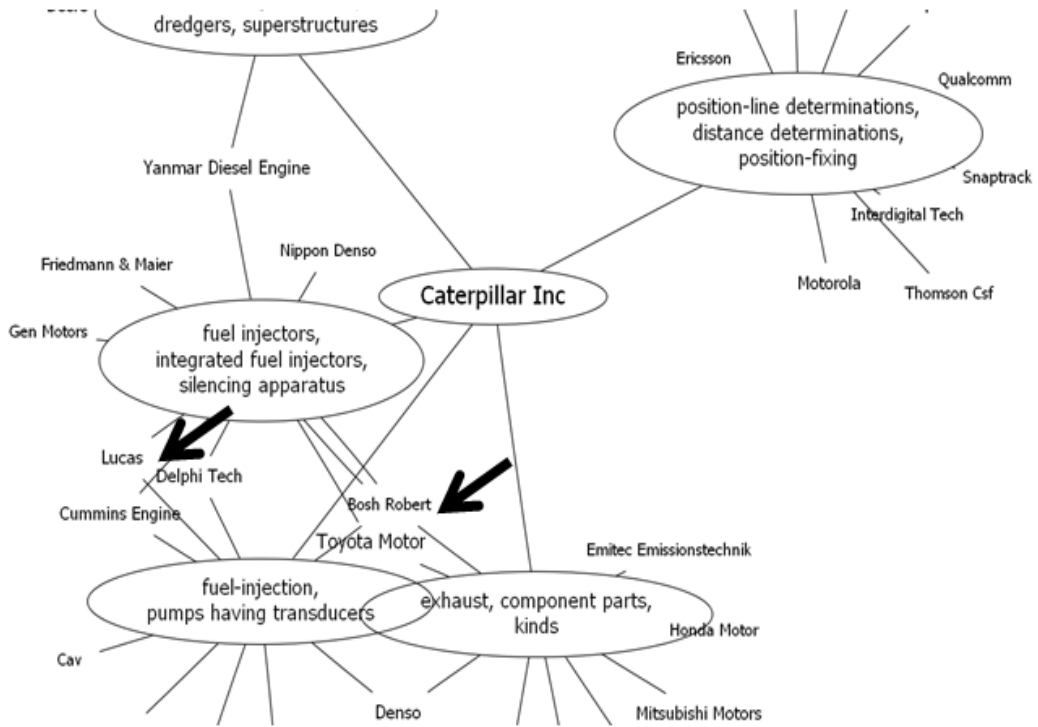 dredgers, superstructures
Ericsson
Qualcomm
position-line determinations,
distance determinations,
position-fixing
Snaptrack
Interdigital Tech
Motorola
Thomson Csf
Yanmar Diesel Engine
Nippon Denso
Friedmann & Maier
Caterpillar Inc
Gen Motors
fuel injectors,
integrated fuel injectors,
silencing apparatus
Lucas
Delphi Tech
Cummins Engine
Bosh Robert
Toyota Motor
Emitec Emissionstechnik
fuel-injection,
pumps having transducers
exhaust, component parts,
kinds
Honda Motor
Cav
Denso
Mitsubishi Motors